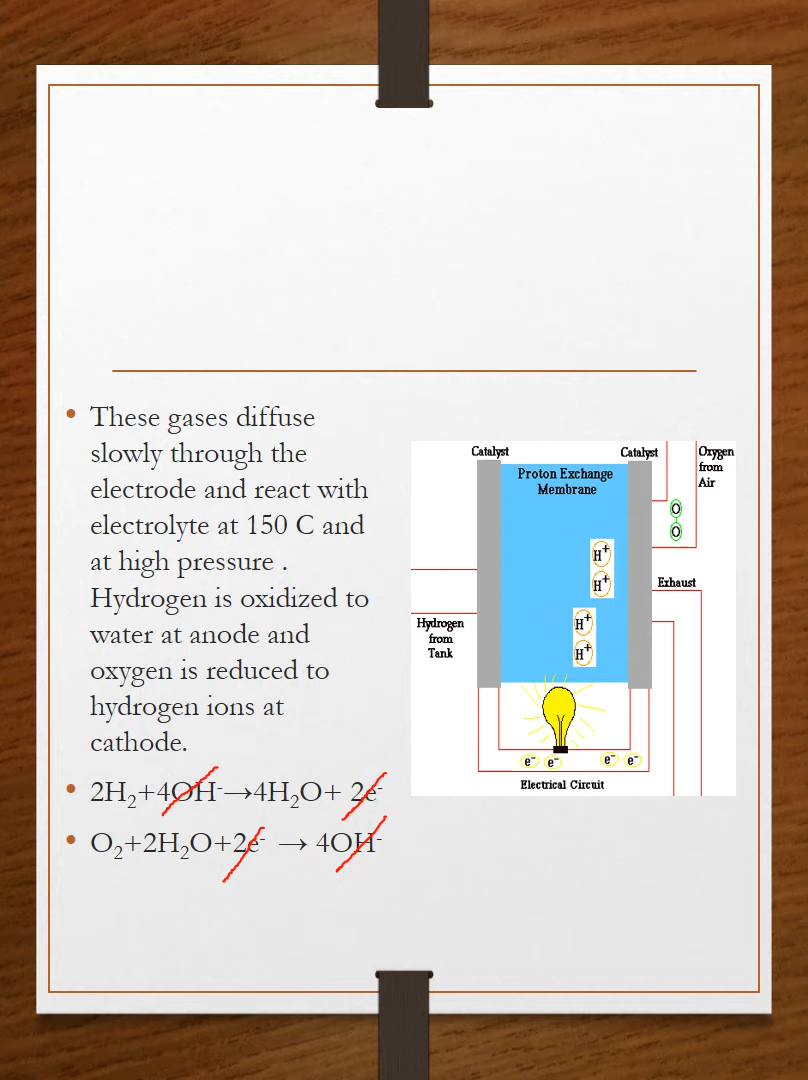 These gases diffuse
slowly through the
electrode and react with
electrolyte at 150 C and
at high pressure .
Hydrogen is oxidized to
water at anode and
oxygen is reduced to
hydrogen ions at
cathode.
2H₂+4OH⁻→4H₂O+ 2e⁻
O₂+2H₂O+2e⁻ → 4OH⁻
Catalyst
Catalyst
Oxygen
from
Air
Proton Exchange
Membrane
O
O
H⁺
H⁺
Exhaust
H⁺
H⁺
Hydrogen
from
Tank
e⁻ e⁻ e⁻ e⁻
Electrical Circuit